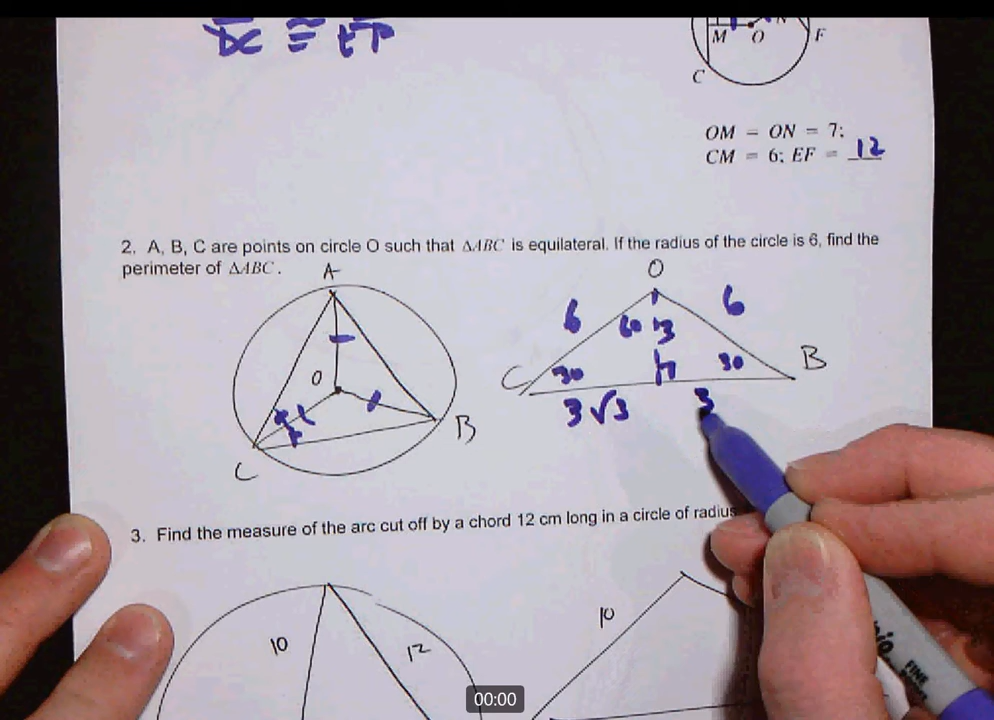 DC ≅ EF
M O F
C
OM = ON = 7;
CM = 6; EF = 12
2. A, B, C are points on circle O such that ΔABC is equilateral. If the radius of the circle is 6, find the
perimeter of ΔABC.
A
O
C B
O
6 6
60 3
C 30 30 B
3√3 3
3. Find the measure of the arc cut off by a chord 12 cm long in a circle of radius
10 12
10
FINE
00:00